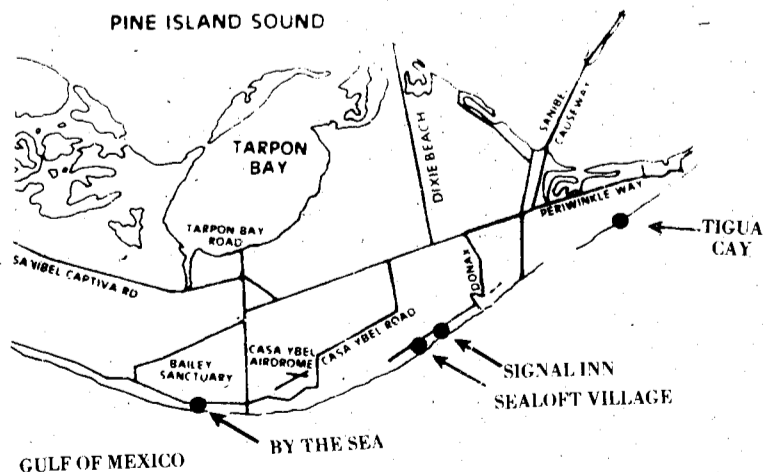 PINE ISLAND SOUND
TARPON
BAY
DIXIE BEACH
SANIBEL
CAUSEWAY
PERIWINKLE WAY
TIGUA
CAY
TARPON BAY
ROAD
SANIBEL CAPTIVA RD
DONAX
CASA YBEL
AIRDROME
CASA YBEL ROAD
BAILEY
SANCTUARY
SIGNAL INN
SEALOFT VILLAGE
BY THE SEA
GULF OF MEXICO